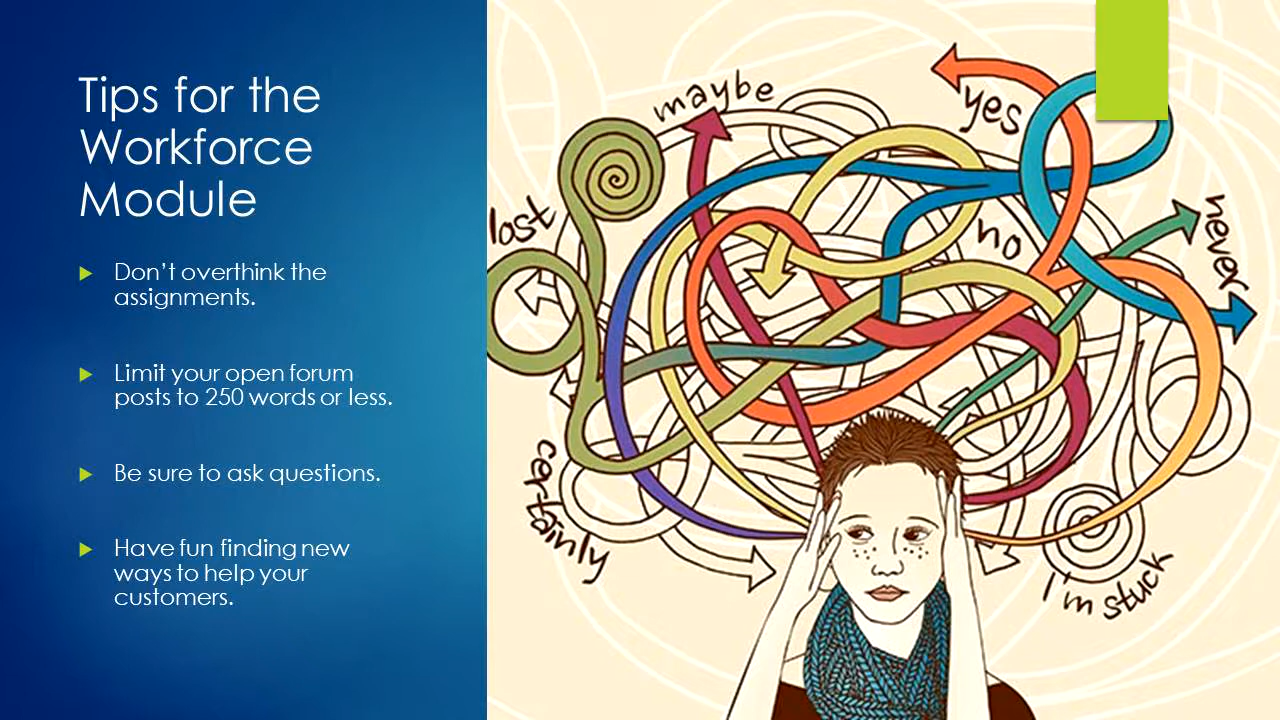 Tips for the
Workforce
Module
Don't overthink the
assignments.
Limit your open forum
posts to 250 words or less.
Be sure to ask questions.
Have fun finding new
ways to help your
customers.
maybe
yes
lost
no
never
certainly
I'm stuck